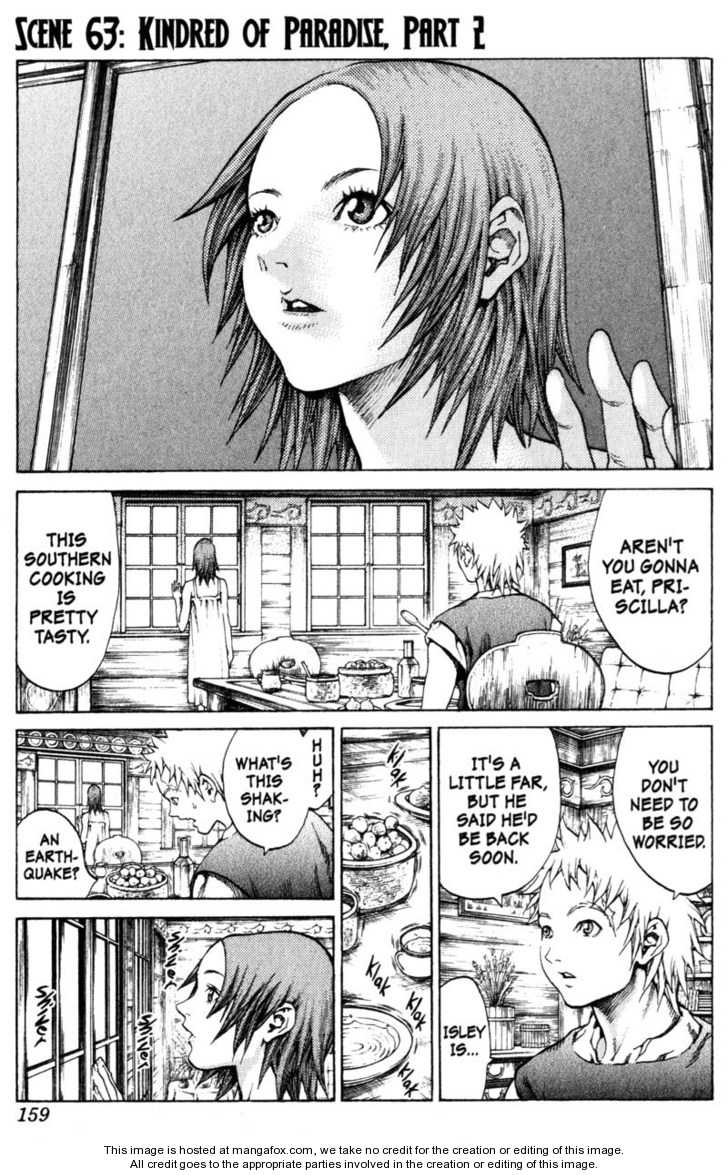 SCENE 63: KINDRED OF PARADISE, PART 2
AREN'T
YOU GONNA
EAT, PRI-
SCILLA?
THIS
SOUTHERN
COOKING
IS
PRETTY
TASTY.
YOU
DON'T
NEED TO
BE SO
WORRIED.
IT'S A
LITTLE FAR,
BUT HE
SAID HE'D
BE BACK
SOON.
ISLEY
IS...
klok
klak
klak
klak
klak
HUH?
WHAT'S
THIS
SHAK-
ING?
AN
EARTH-
QUAKE?
shiver
shiver
shiver
shiver
159
This image is hosted at mangafox.com, we take no credit for the creation or editing of this image.
All credit goes to the appropriate parties involved in the creation or editing of this image.